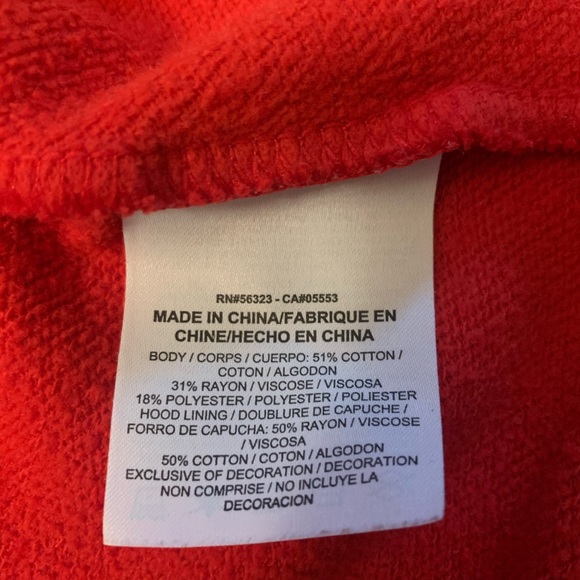 RN#56323 - CA#05553
MADE IN CHINA/FABRIQUE EN
CHINE/HECHO EN CHINA
BODY / CORPS / CUERPO: 51% COTTON /
COTON / ALGODON
31% RAYON / VISCOSE / VISCOSA
18% POLYESTER / POLYESTER / POLIESTER
HOOD LINING / DOUBLURE DE CAPUCHE /
FORRO DE CAPUCHA: 50% RAYON / VISCOSE
/ VISCOSA
50% COTTON / COTON / ALGODON
EXCLUSIVE OF DECORATION / DECORATION
NON COMPRISE / NO INCLUYE LA
DECORACION